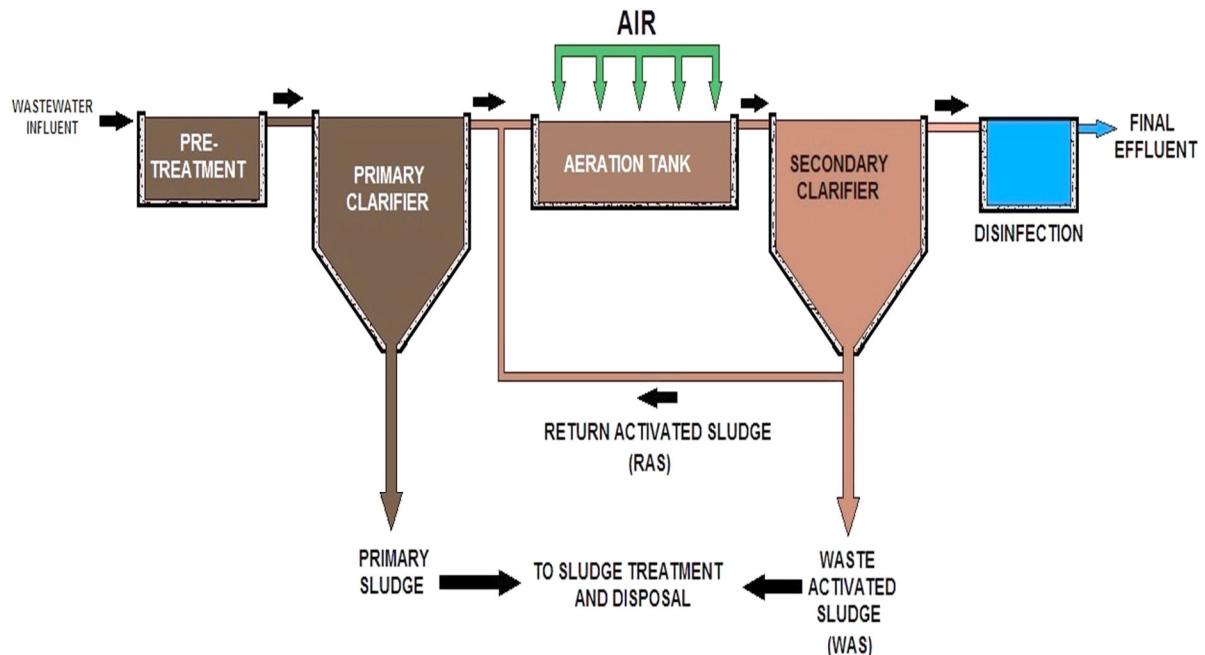 AIR
WASTEWATER
INFLUENT
PRE-
TREATMENT
PRIMARY
CLARIFIER
AERATION TANK
SECONDARY
CLARIFIER
DISINFECTION
FINAL
EFFLUENT
RETURN ACTIVATED SLUDGE
(RAS)
PRIMARY
SLUDGE
TO SLUDGE TREATMENT
AND DISPOSAL
WASTE
ACTIVATED
SLUDGE
(WAS)